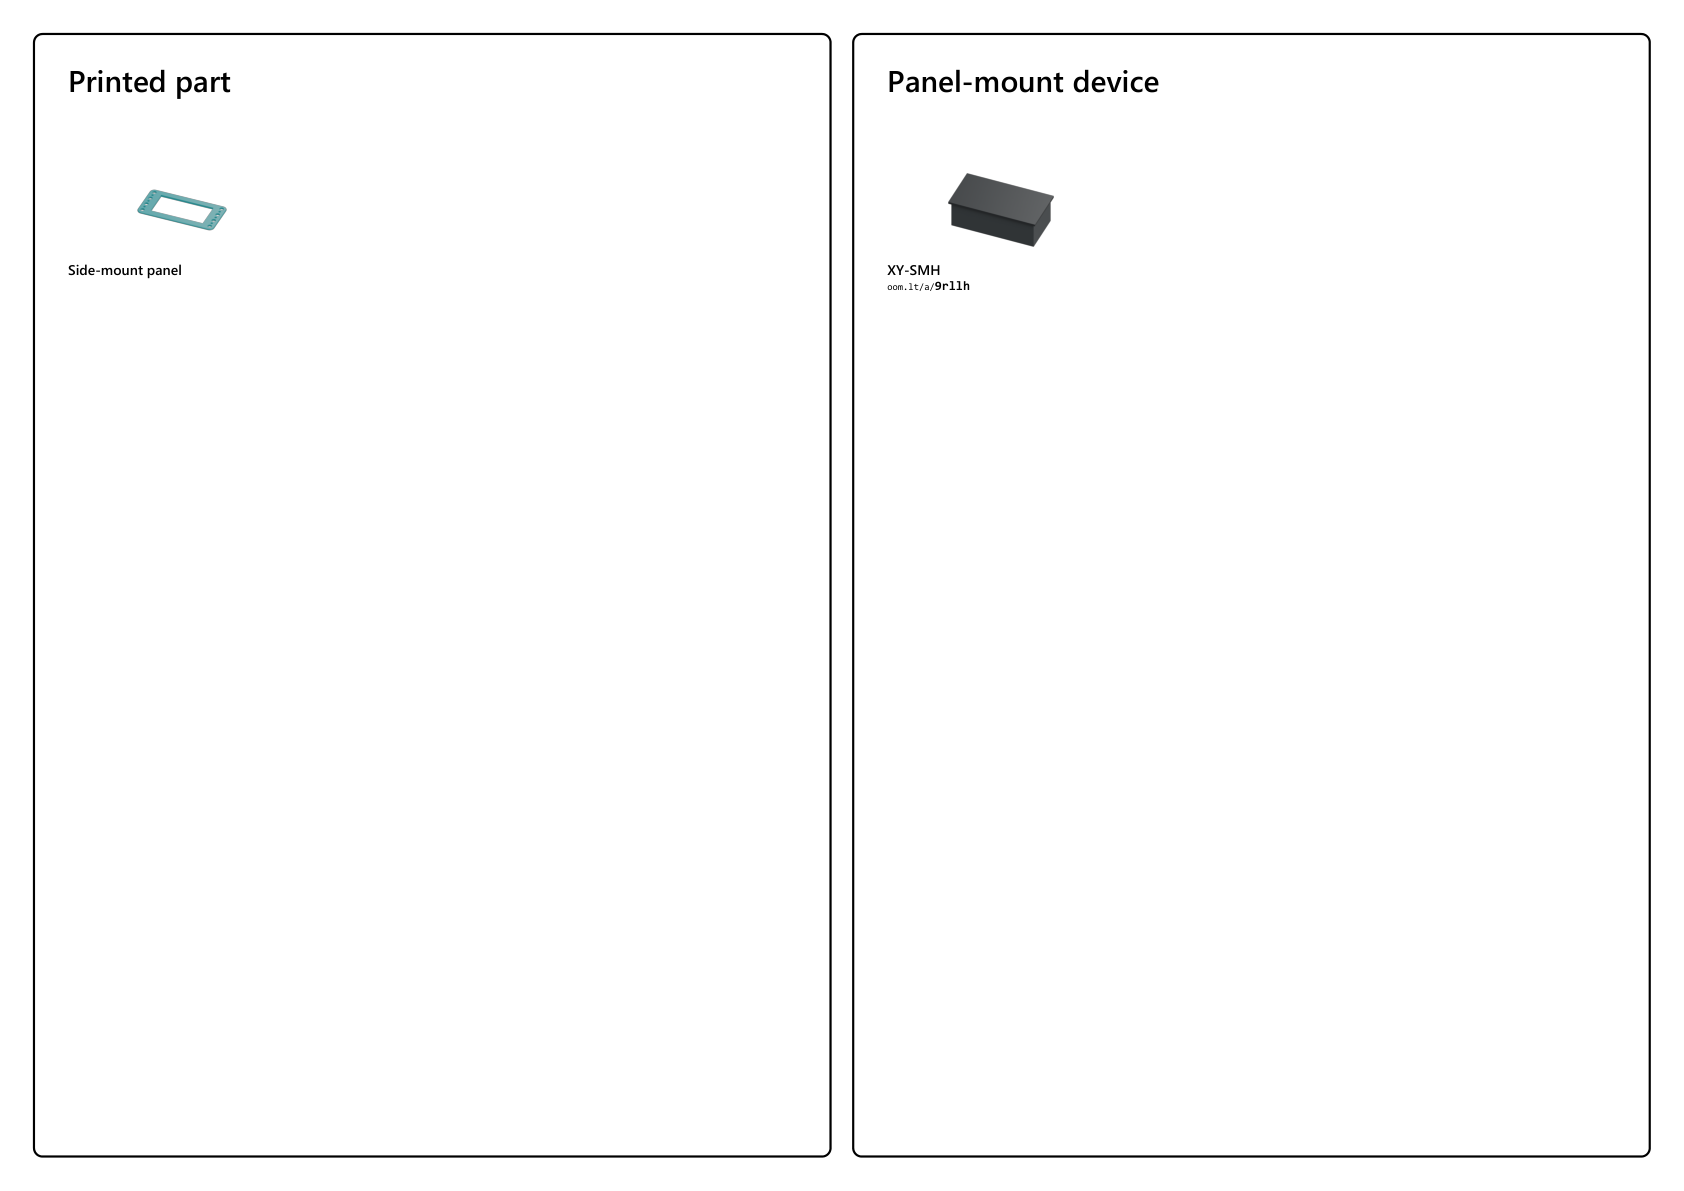 Printed part
Side-mount panel
Panel-mount device
XY-SMH
oom.lt/a/9rllh